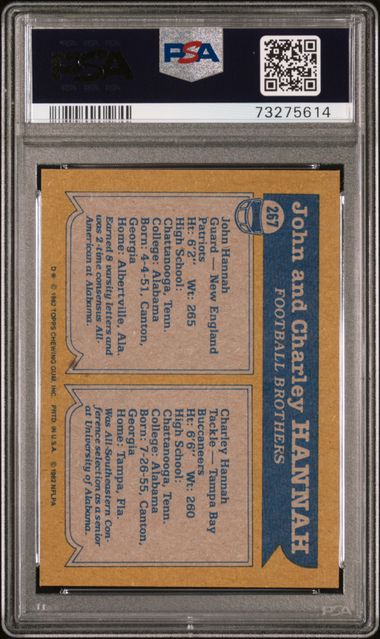 PSA
PSA
73275614
267
John and Charley HANNAH
FOOTBALL BROTHERS
John Hannah
Guard — New England
Patriots
Ht: 6'2" Wt: 265
High School:
Chattanooga, Tenn.
College: Alabama
Born: 4-4-51, Canton,
Georgia
Home: Albertville, Ala.
Earned 8 varsity letters and
was 2-time consensus All-
American at Alabama.
Charley Hannah
Tackle — Tampa Bay
Buccaneers
Ht: 6'6" Wt: 260
High School:
Chattanooga, Tenn.
College: Alabama
Born: 7-26-55, Canton,
Georgia
Home: Tampa, Fla.
Was All-Southeastern Con-
ference selection as a senior
at University of Alabama.
D* © 1982 TOPPS CHEWING GUM, INC. PRTD. IN U.S.A. © 1982 NFLPA
PSA